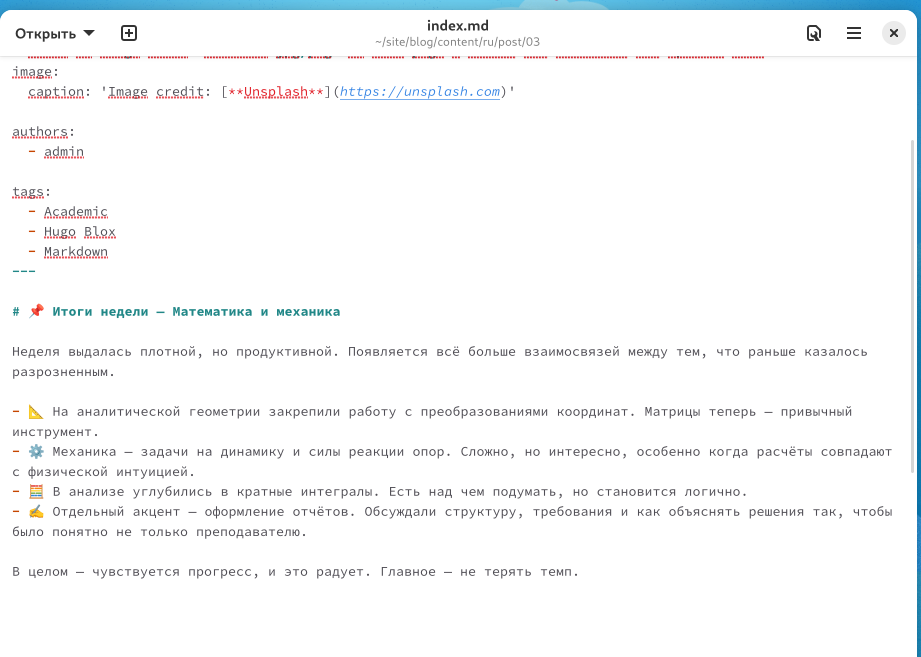 Открыть
index.md
~/site/blog/content/ru/post/03
image:
caption: 'Image credit: [**Unsplash**](https://unsplash.com)'
authors:
- admin
tags:
- Academic
- Hugo Blox
- Markdown
---
# 📌 Итоги недели — Математика и механика
Неделя выдалась плотной, но продуктивной. Появляется всё больше взаимосвязей между тем, что раньше казалось
разрозненным.
- 📐 На аналитической геометрии закрепили работу с преобразованиями координат. Матрицы теперь — привычный
инструмент.
- ⚙️ Механика — задачи на динамику и силы реакции опор. Сложно, но интересно, особенно когда расчёты совпадают
с физической интуицией.
- 🧮 В анализе углубились в кратные интегралы. Есть над чем подумать, но становится логично.
- ✍️ Отдельный акцент — оформление отчётов. Обсуждали структуру, требования и как объяснять решения так, чтобы
было понятно не только преподавателю.
В целом — чувствуется прогресс, и это радует. Главное — не терять темп.